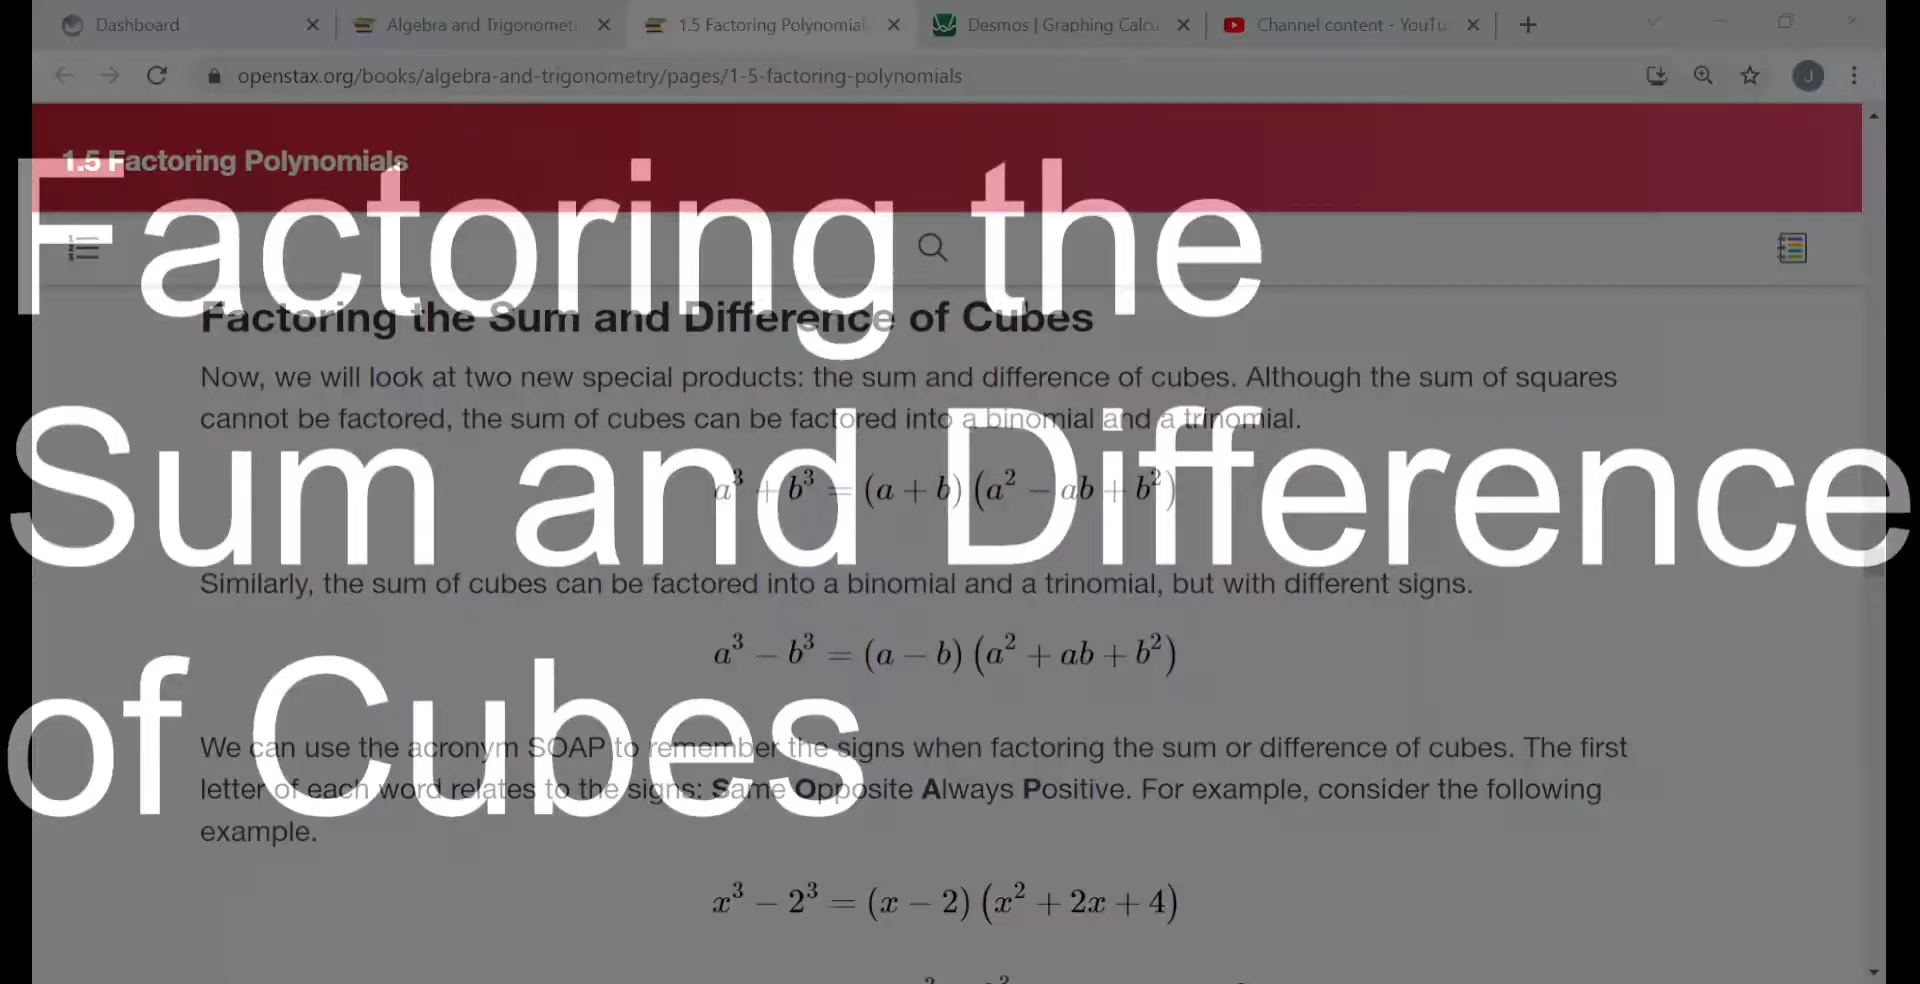 Dashboard
Algebra and Trigonomet
1.5 Factoring Polynomial
Desmos | Graphing Calcu
Channel content - YouTu
openstax.org/books/algebra-and-trigonometry/pages/1-5-factoring-polynomials
J
1.5 Factoring Polynomials
Factoring the
Sum and Difference
of Cubes
Factoring the Sum and Difference of Cubes
Now, we will look at two new special products: the sum and difference of cubes. Although the sum of squares
cannot be factored, the sum of cubes can be factored into a binomial and a trinomial.
a³ + b³ = (a + b) (a² − ab + b²)
Similarly, the sum of cubes can be factored into a binomial and a trinomial, but with different signs.
a³ − b³ = (a − b) (a² + ab + b²)
We can use the acronym SOAP to remember the signs when factoring the sum or difference of cubes. The first
letter of each word relates to the signs: Same Opposite Always Positive. For example, consider the following
example.
x³ − 2³ = (x − 2) (x² + 2x + 4)